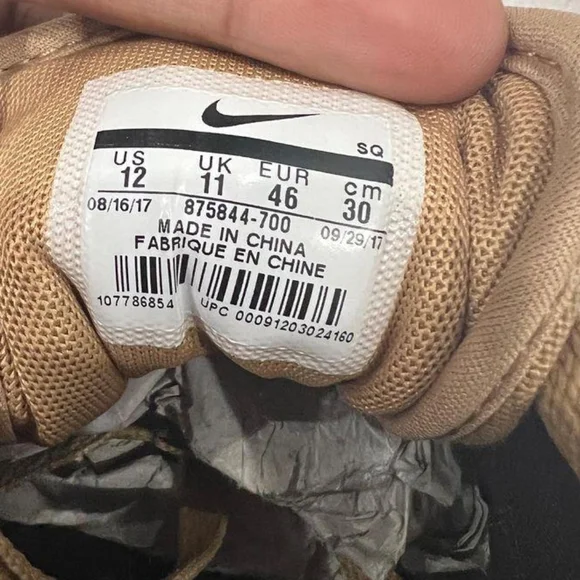 SQ
US UK EUR cm
12 11 46 30
08/16/17 875844-700 09/29/17
MADE IN CHINA
FABRIQUE EN CHINE
107786854 UPC 00091203024160